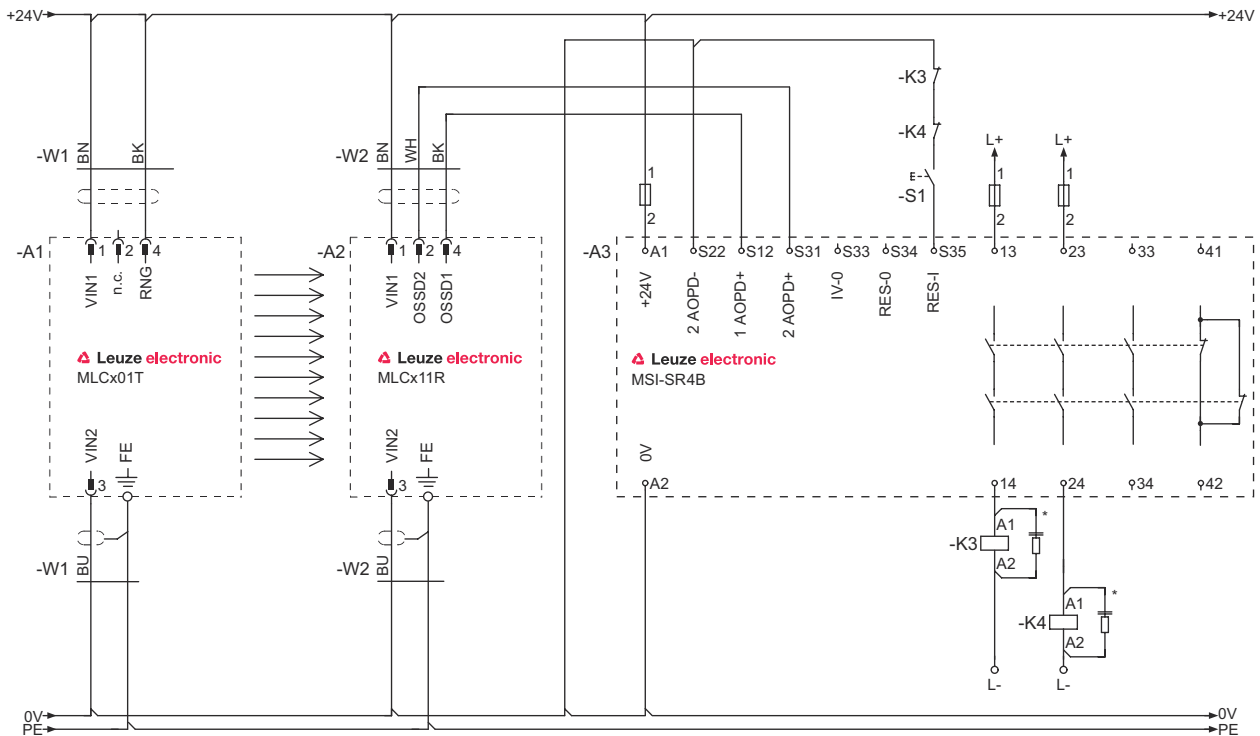 +24V +24V
-K3
-K4
-S1 E
L+ L+
-W1 BN BK
-W2 BN WH BK
1 2
1 2
1 2
-A1 1 2 4
VIN1 n.c. RNG
Leuze electronic
MLCx01T
VIN2 FE
3
-W1 BU
-A2 1 2 4
VIN1 OSSD2 OSSD1
Leuze electronic
MLCx11R
VIN2 FE
3
-W2 BU
-A3 A1 S22 S12 S31 S33 S34 S35 13 23 33 41
+24V 2 AOPD- 1 AOPD+ 2 AOPD+ IV-0 RES-0 RES-I
Leuze electronic
MSI-SR4B
0V
A2 14 24 34 42
-K3 A1 A2 *
-K4 A1 A2 *
L- L-
0V 0V
PE PE